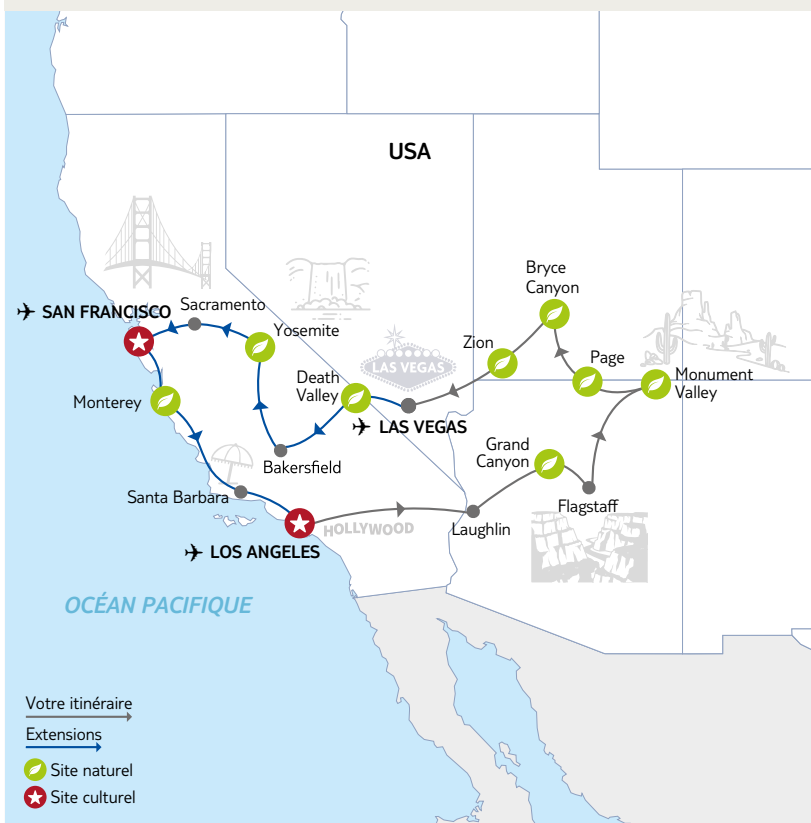 USA
Bryce
Canyon
SAN FRANCISCO
Sacramento
Yosemite
Zion
LAS VEGAS
Page
Monument
Valley
Death
Valley
Monterey
LAS VEGAS
Grand
Canyon
Bakersfield
Santa Barbara
Flagstaff
HOLLYWOOD
Laughlin
LOS ANGELES
OCÉAN PACIFIQUE
Votre itinéraire
Extensions
Site naturel
Site culturel